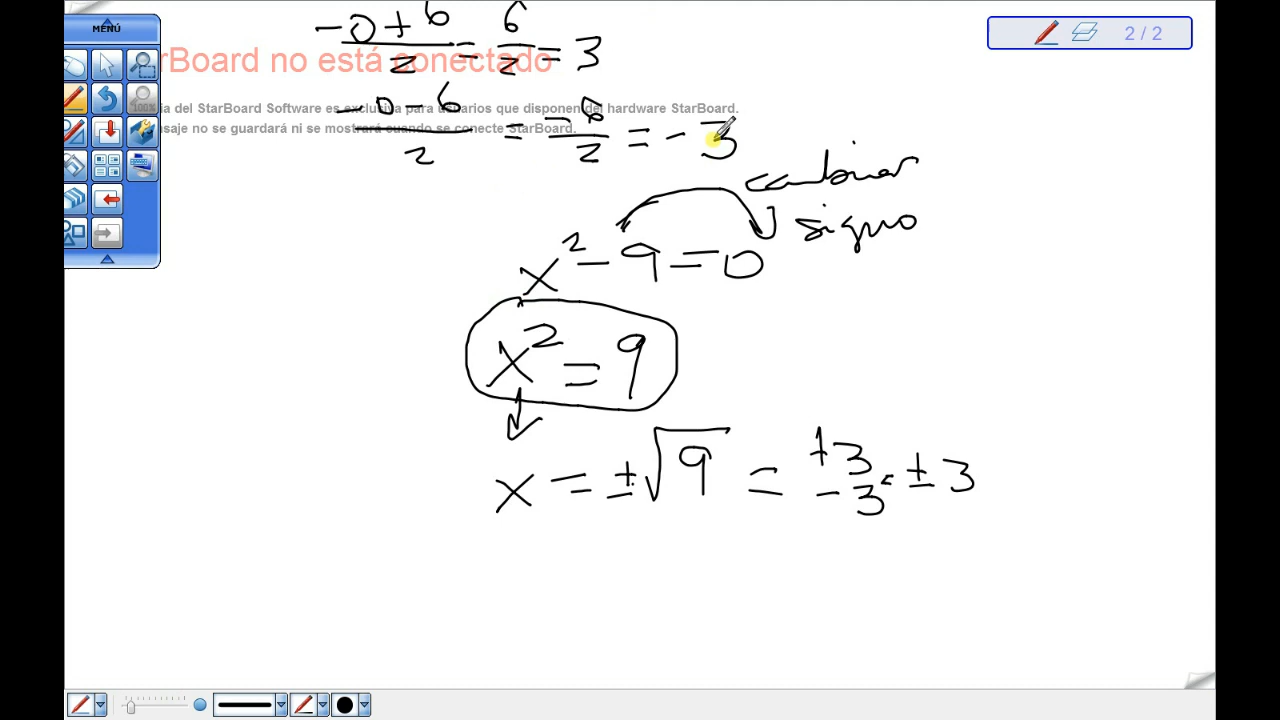 MENÚ
2 / 2
-0+6/2 = 6/2 = 3
rBoard no está conectado
100%
ia del StarBoard Software es exclusiva para usuarios que disponen del hardware StarBoard.
-0-6/2 = -6/2 = -3
saje no se guardará ni se mostrará cuando se conecte StarBoard.
cambiar
signo
x² - 9 = 0
x² = 9
x = ±√9 = +3 -3 < ±3